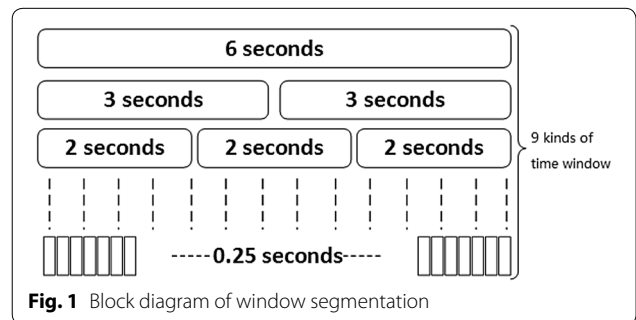 6 seconds
3 seconds 3 seconds
2 seconds 2 seconds 2 seconds
9 kinds of
time window
-----0.25 seconds-----
Fig. 1 Block diagram of window segmentation